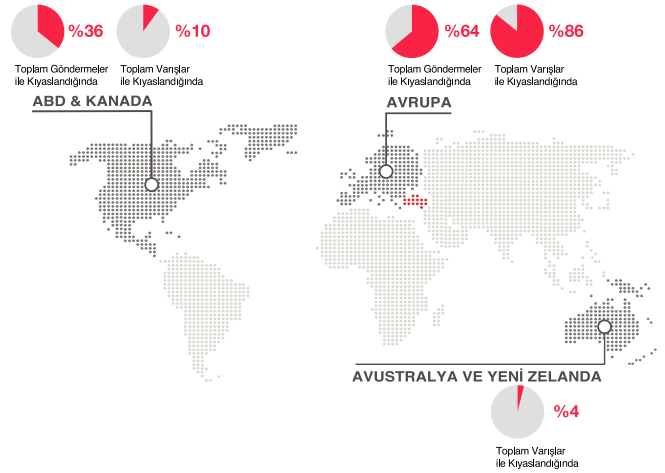 %36
Toplam Göndermeler
ile Kıyaslandığında
%10
Toplam Varışlar
ile Kıyaslandığında
ABD & KANADA
%64
Toplam Göndermeler
ile Kıyaslandığında
%86
Toplam Varışlar
ile Kıyaslandığında
AVRUPA
AVUSTRALYA VE YENİ ZELANDA
%4
Toplam Varışlar
ile Kıyaslandığında